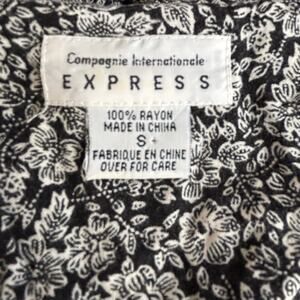 Compagnie Internationale
EXPRESS
100% RAYON
MADE IN CHINA
S
FABRIQUE EN CHINE
OVER FOR CARE